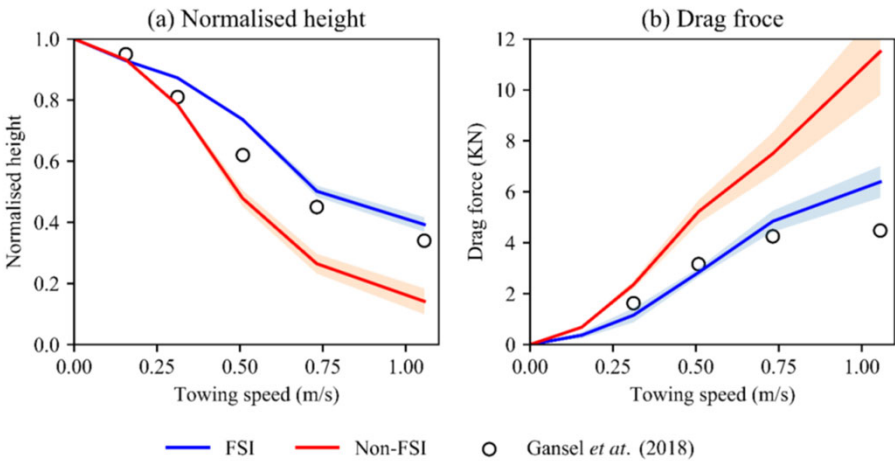 (a) Normalised height
(b) Drag froce
1.0
0.8
0.6
0.4
0.2
0.0
Normalised height
0.00 0.25 0.50 0.75 1.00
Towing speed (m/s)
12
10
8
6
4
2
0
Drag force (KN)
0.00 0.25 0.50 0.75 1.00
Towing speed (m/s)
FSI Non-FSI Gansel et at. (2018)